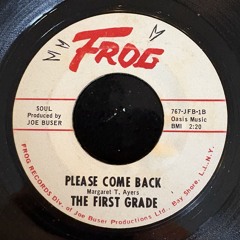 FROG
SOUL
Produced by
JOE BUSER
767-JFB-1B
Oasis Music
BMI 2:20
PLEASE COME BACK
Margaret T. Ayers
THE FIRST GRADE
FROG RECORDS Div. of Joe Buser Productions Ltd., Bay Shore, L.I., N.Y.